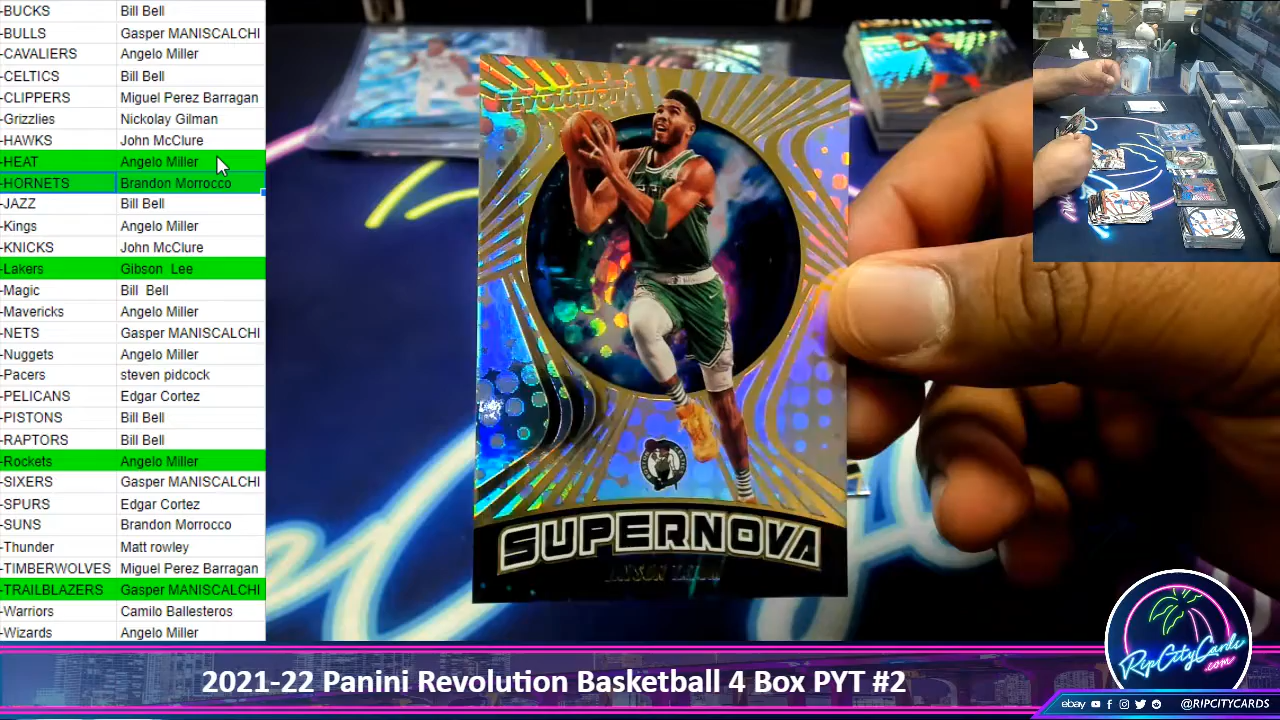 -BUCKS Bill Bell
-BULLS Gasper MANISCALCHI
-CAVALIERS Angelo Miller
-CELTICS Bill Bell
-CLIPPERS Miguel Perez Barragan
-Grizzlies Nickolay Gilman
-HAWKS John McClure
-HEAT Angelo Miller
-HORNETS Brandon Morrocco
-JAZZ Bill Bell
-Kings Angelo Miller
-KNICKS John McClure
-Lakers Gibson Lee
-Magic Bill Bell
-Mavericks Angelo Miller
-NETS Gasper MANISCALCHI
-Nuggets Angelo Miller
-Pacers steven pidcock
-PELICANS Edgar Cortez
-PISTONS Bill Bell
-RAPTORS Bill Bell
-Rockets Angelo Miller
-SIXERS Gasper MANISCALCHI
-SPURS Edgar Cortez
-SUNS Brandon Morrocco
-Thunder Matt rowley
-TIMBERWOLVES Miguel Perez Barragan
-TRAILBLAZERS Gasper MANISCALCHI
-Warriors Camilo Ballesteros
-Wizards Angelo Miller
REVOLUTION
SUPERNOVA
JAYSON TATUM
2021-22 Panini Revolution Basketball 4 Box PYT #2
RipCityCards
.com
ebay @RIPCITYCARDS